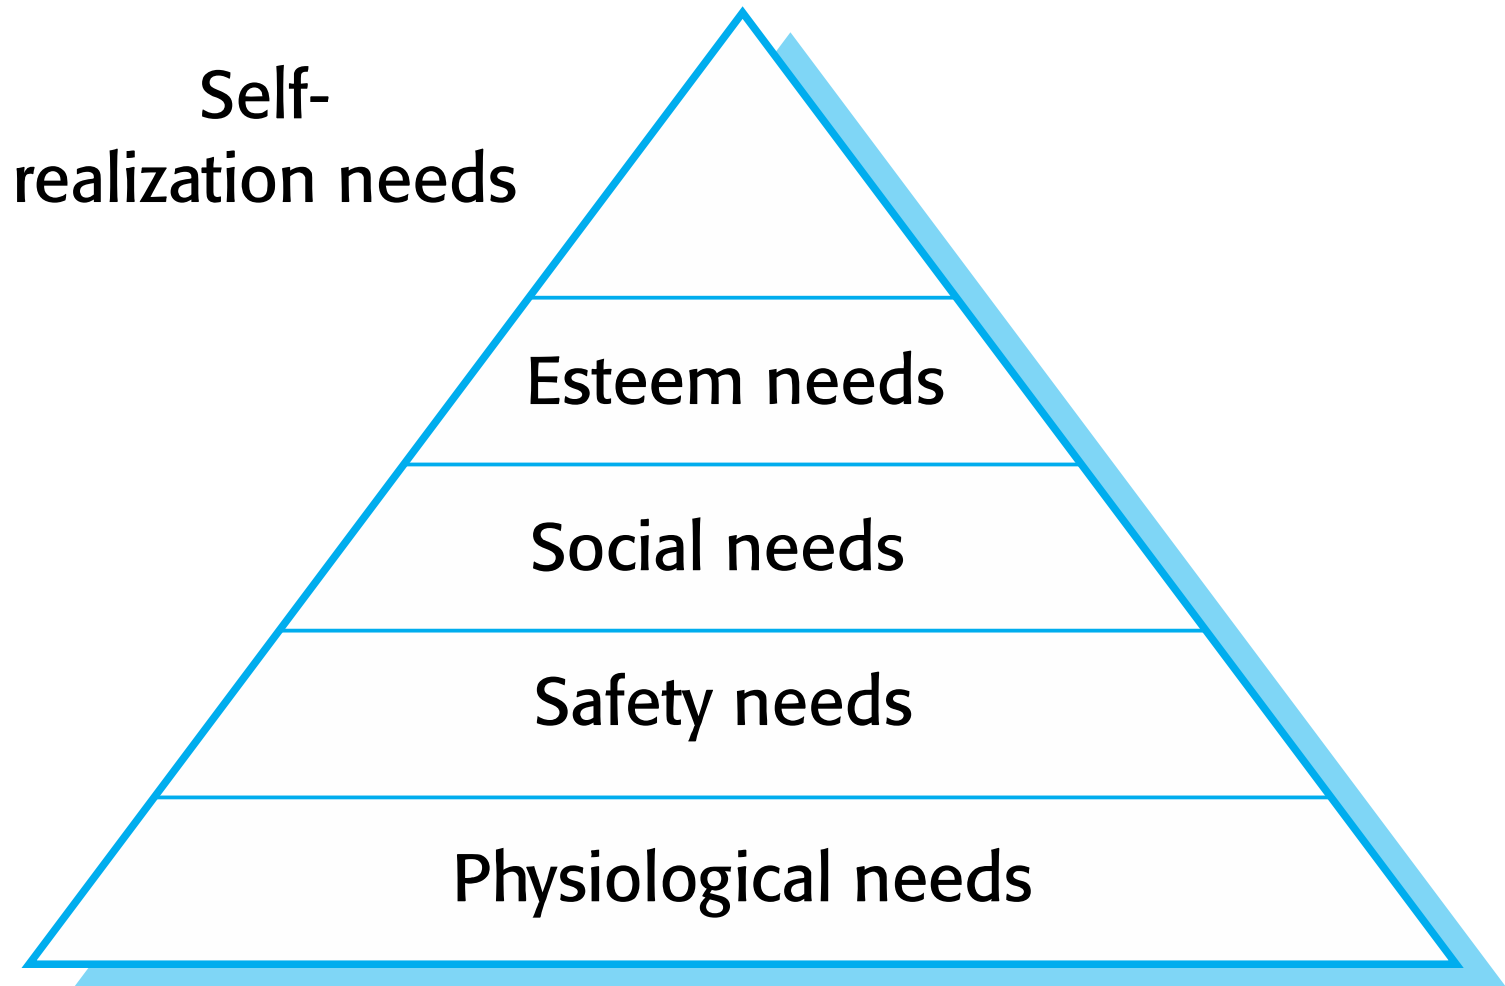 Self-
realization needs
Esteem needs
Social needs
Safety needs
Physiological needs